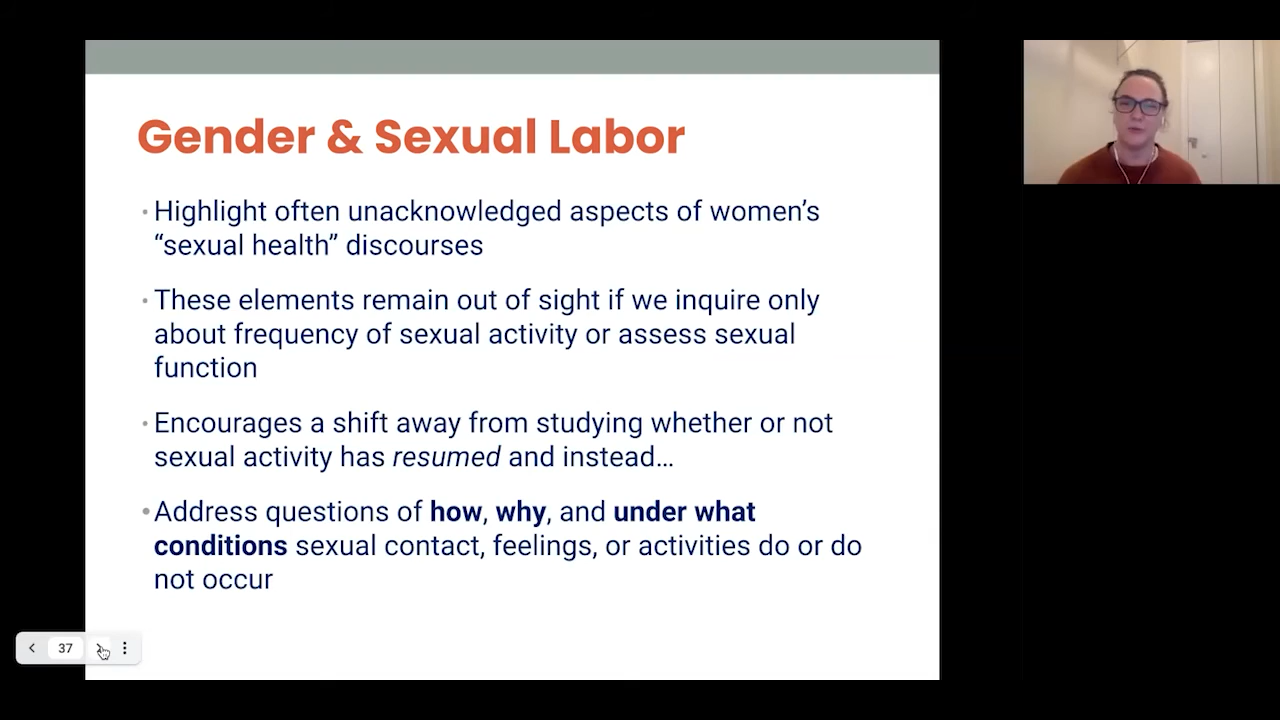 Gender & Sexual Labor
• Highlight often unacknowledged aspects of women’s
“sexual health” discourses
• These elements remain out of sight if we inquire only
about frequency of sexual activity or assess sexual
function
• Encourages a shift away from studying whether or not
sexual activity has resumed and instead…
• Address questions of how, why, and under what
conditions sexual contact, feelings, or activities do or do
not occur
37